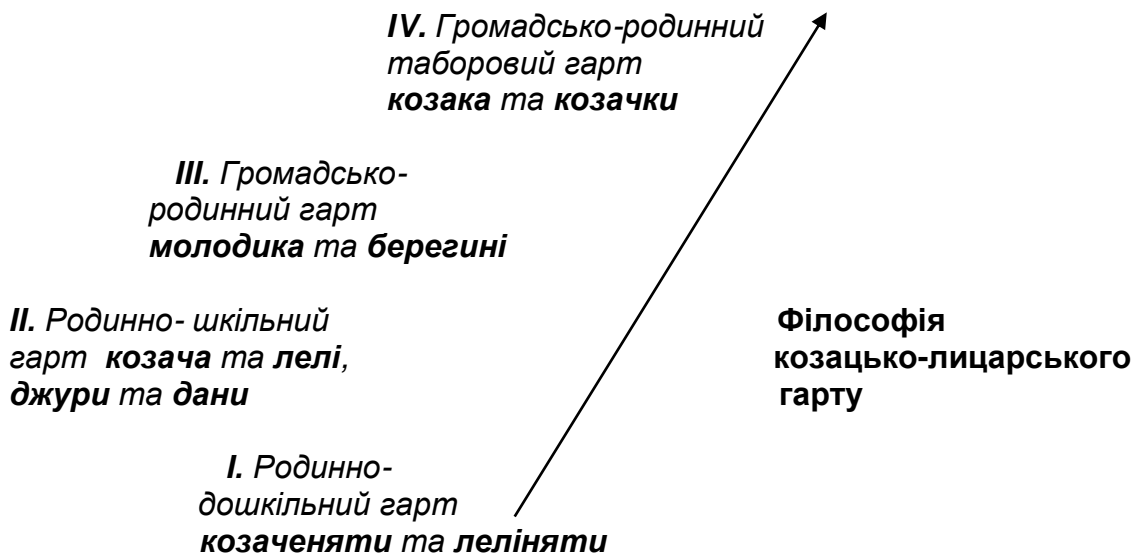 IV. Громадсько-родинний
таборовий гарт
козака та козачки
III. Громадсько-
родинний гарт
молодика та берегині
II. Родинно- шкільний
гарт козача та лелі,
джури та дани
Філософія
козацько-лицарського
гарту
I. Родинно-
дошкільний гарт
козаченяти та леліняти